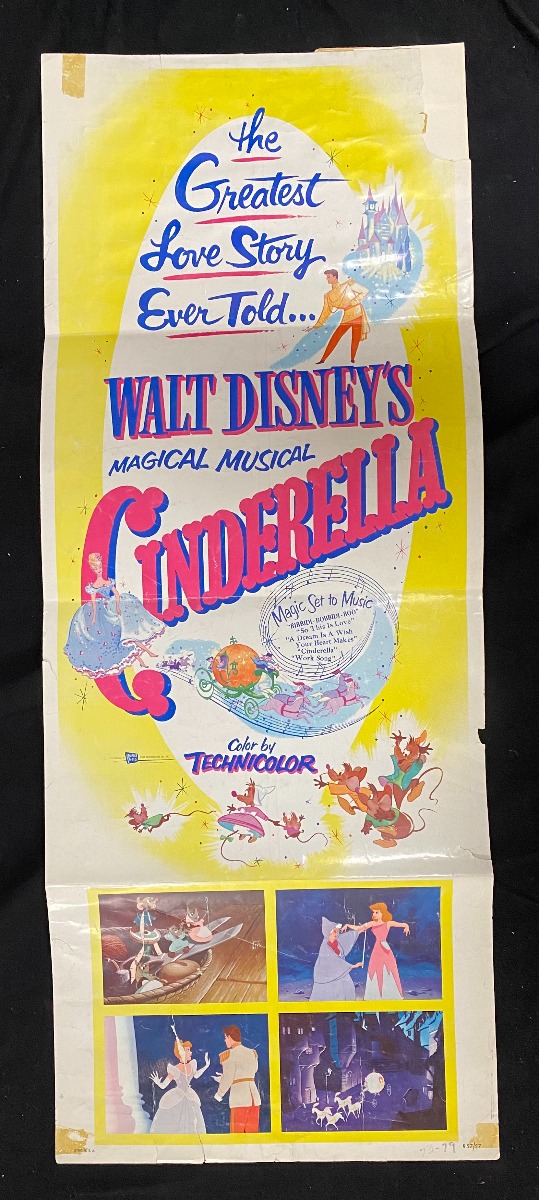 the
Greatest
Love Story
Ever Told...
WALT DISNEY'S
MAGICAL MUSICAL
CINDERELLA
Magic Set to Music
"BIBBIDI-BOBBIDI-BOO"
"So This Is Love"
"A Dream Is A Wish
Your Heart Makes"
"Cinderella"
"Work Song"
Color by
TECHNICOLOR